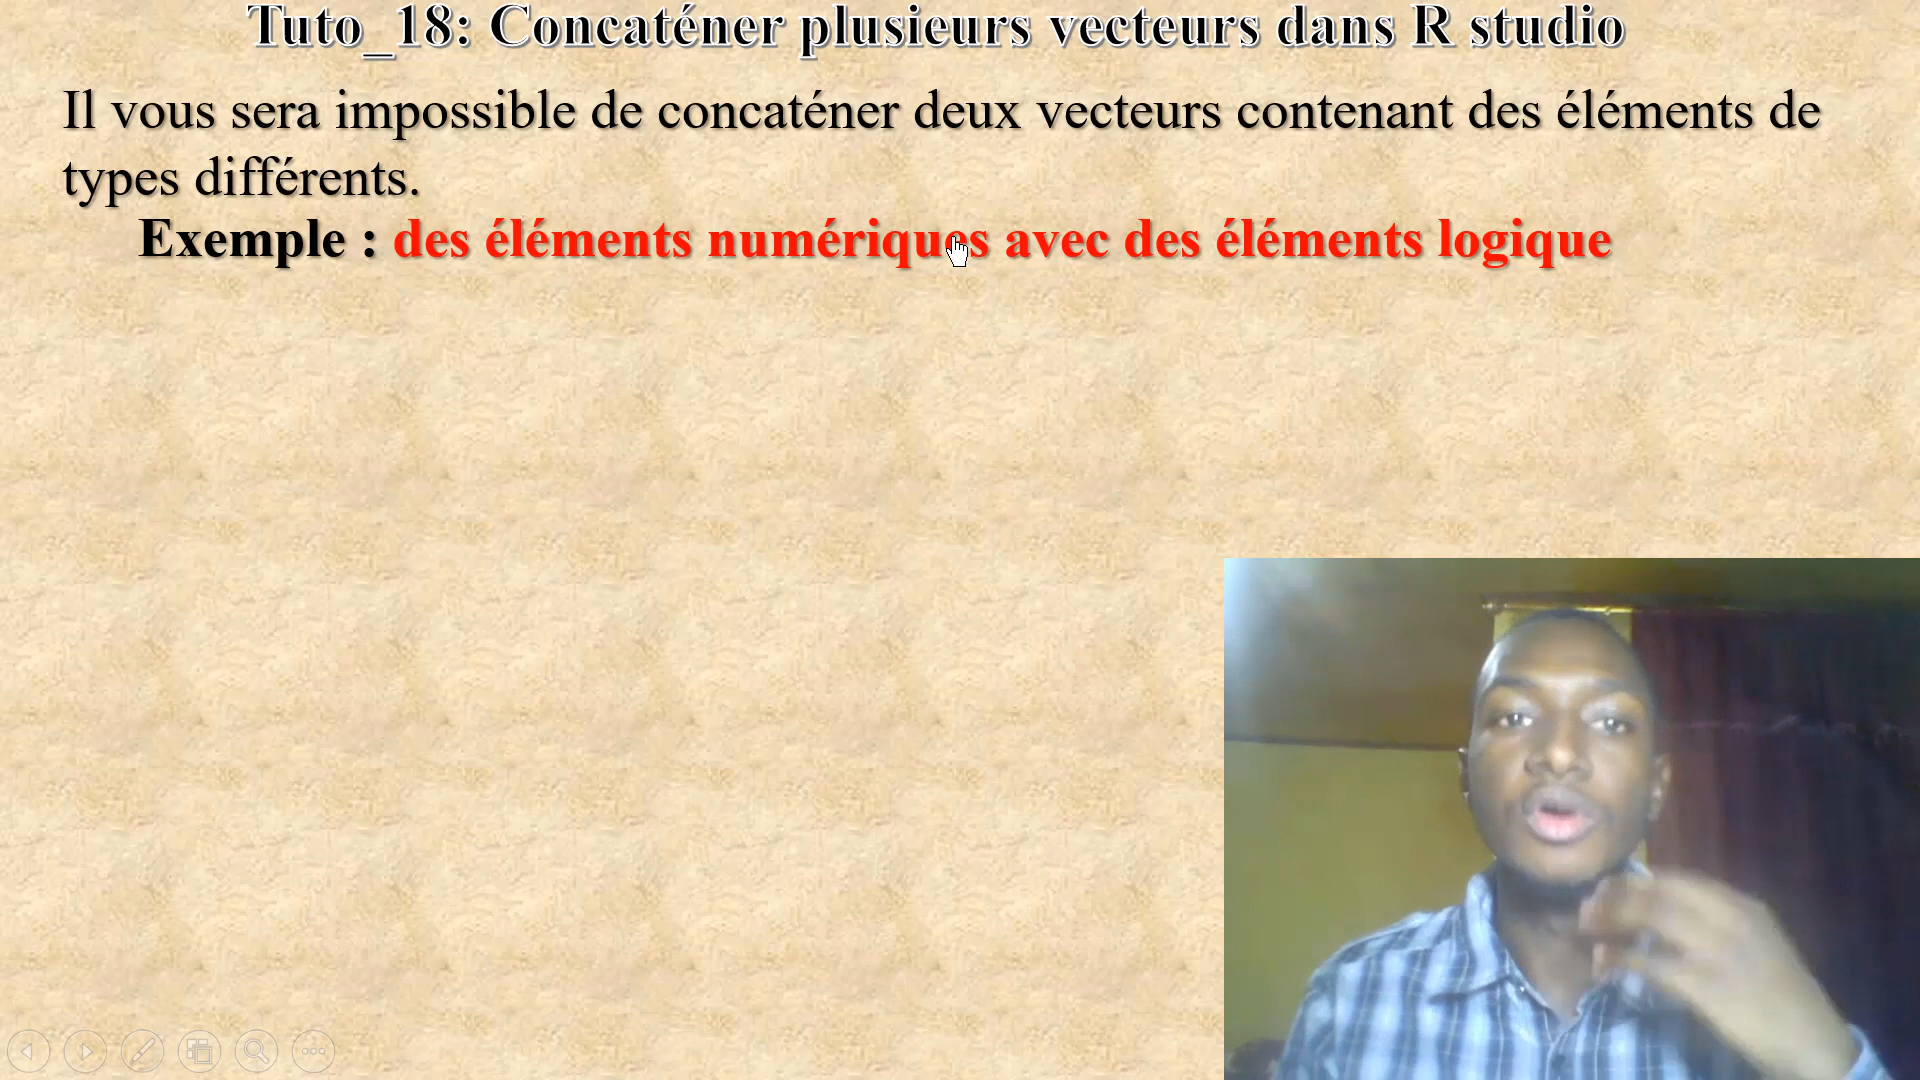 Tuto_18: Concaténer plusieurs vecteurs dans R studio
Il vous sera impossible de concaténer deux vecteurs contenant des éléments de
types différents.
Exemple : des éléments numériques avec des éléments logique